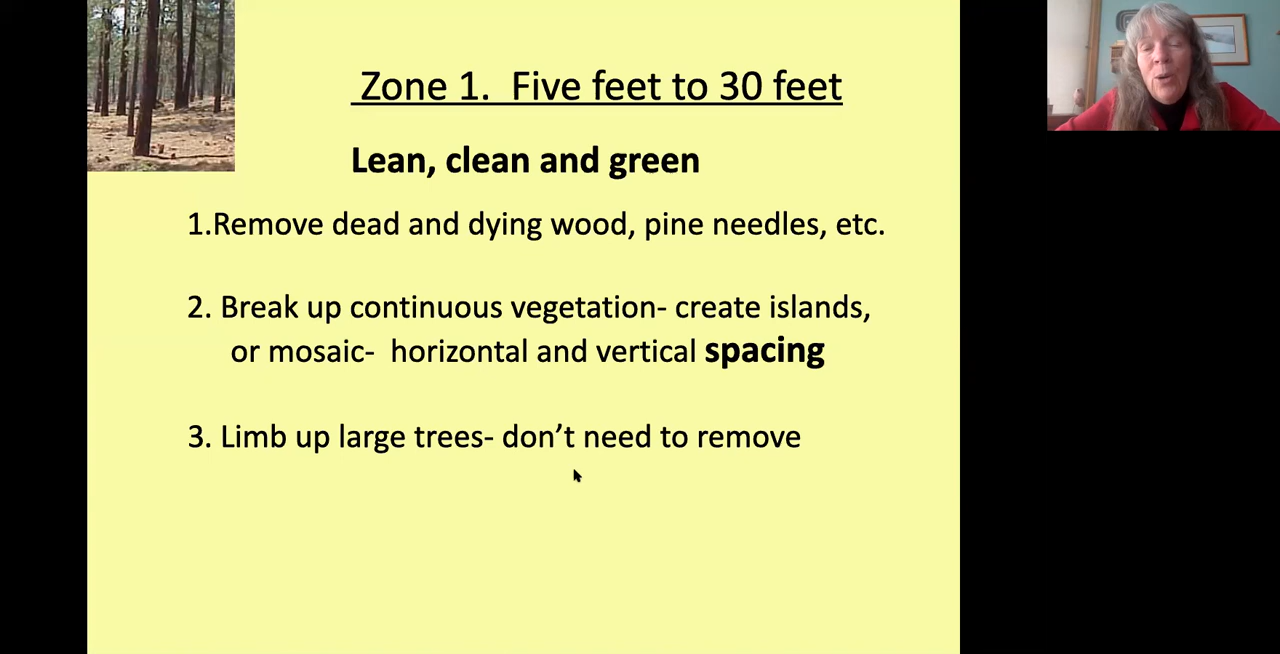 Zone 1.  Five feet to 30 feet
Lean, clean and green
1.Remove dead and dying wood, pine needles, etc.
2. Break up continuous vegetation- create islands,
or mosaic-  horizontal and vertical spacing
3. Limb up large trees- don’t need to remove